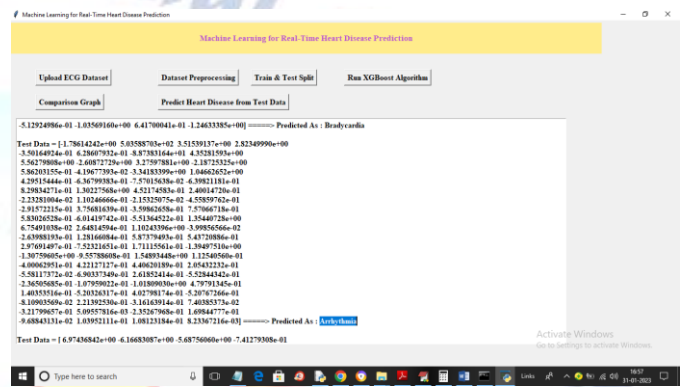 Machine Learning for Real-Time Heart Disease Prediction
Machine Learning for Real-Time Heart Disease Prediction
Upload ECG Dataset Dataset Preprocessing Train & Test Split Run XGBoost Algorithm
Comparison Graph Predict Heart Disease from Test Data
-5.12924986e-01 -1.03569160e+00 6.41700041e-01 -1.24633385e+00] =====> Predicted As : Bradycardia
Test Data = [-1.78614242e+00 5.03588703e+02 3.51539137e+00 2.82349990e+00
-3.50164924e-01 6.28607932e-01 -8.87383164e+01 4.35281593e+00
5.56279808e+00 -2.60872729e+00 3.27597881e+00 -2.18725325e+00
5.86203155e-01 -4.19677393e-02 -3.34183399e+00 1.04662652e+00
4.29515444e-01 -6.36799383e-01 -7.57015638e-02 -6.39821181e-01
8.29834271e-01 1.30227568e+00 4.52174583e-01 2.40014720e-01
-2.23281004e-02 1.10246666e-01 -2.15325075e-02 -4.55859762e-01
-2.91572215e-01 3.75681639e-01 -3.59862658e-01 7.57066718e-01
5.83026528e-01 -6.01419742e-01 -5.51364522e-01 1.35440728e+00
6.75491038e-02 2.64814594e-01 1.10243396e+00 -3.99856566e-02
-2.63988193e-01 1.28166084e-01 5.87379493e-01 5.43720886e-01
2.97691497e-01 -7.52321651e-01 1.71115561e-01 -1.39497510e+00
-1.30759605e+00 -9.55788608e-01 1.54893448e+00 1.12540560e-01
-4.00062951e-01 4.22127127e-01 4.40620189e-01 2.05432232e-01
-5.58117372e-02 -6.90337349e-01 2.61852414e-01 -5.52844342e-01
-2.36505685e-01 -1.07959022e-01 -1.01809030e+00 4.79791345e-01
1.40353516e-01 -5.20326317e-01 4.02798174e-01 -5.20767266e-01
-8.10903569e-02 2.21392530e-01 -3.16163914e-01 7.40385373e-02
-3.21799657e-01 5.09557816e-03 -2.35267968e-01 1.69844777e-01
-9.68843131e-02 1.03952111e-01 1.08123184e-01 8.23367216e-03] =====> Predicted As : Arrhythmia
Test Data = [ 6.97436842e+00 -6.16683087e+00 -5.68756060e+00 -7.41279308e-01
Activate Windows
Go to Settings to activate Windows.
Type here to search
Links
16:57
31-01-2023